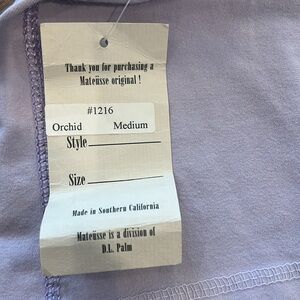 Thank you for purchasing a
Mateüsse original !
#1216
Orchid Medium
Style
Size
Made in Southern California
Mateüsse is a division of
D.L. Palm